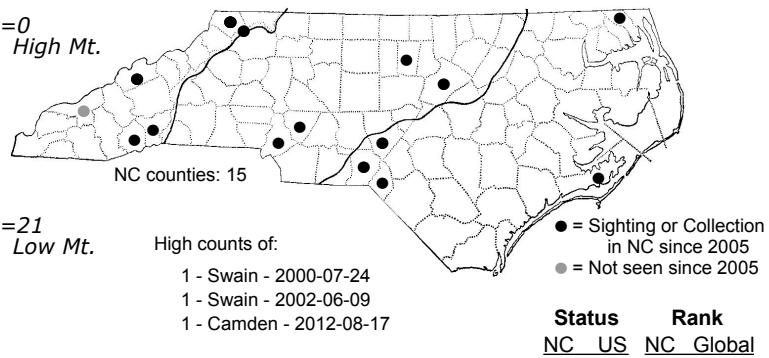 =0
High Mt.
NC counties: 15
=21
Low Mt.
High counts of:
1 - Swain - 2000-07-24
1 - Swain - 2002-06-09
1 - Camden - 2012-08-17
= Sighting or Collection
in NC since 2005
= Not seen since 2005
Status Rank
NC US NC Global